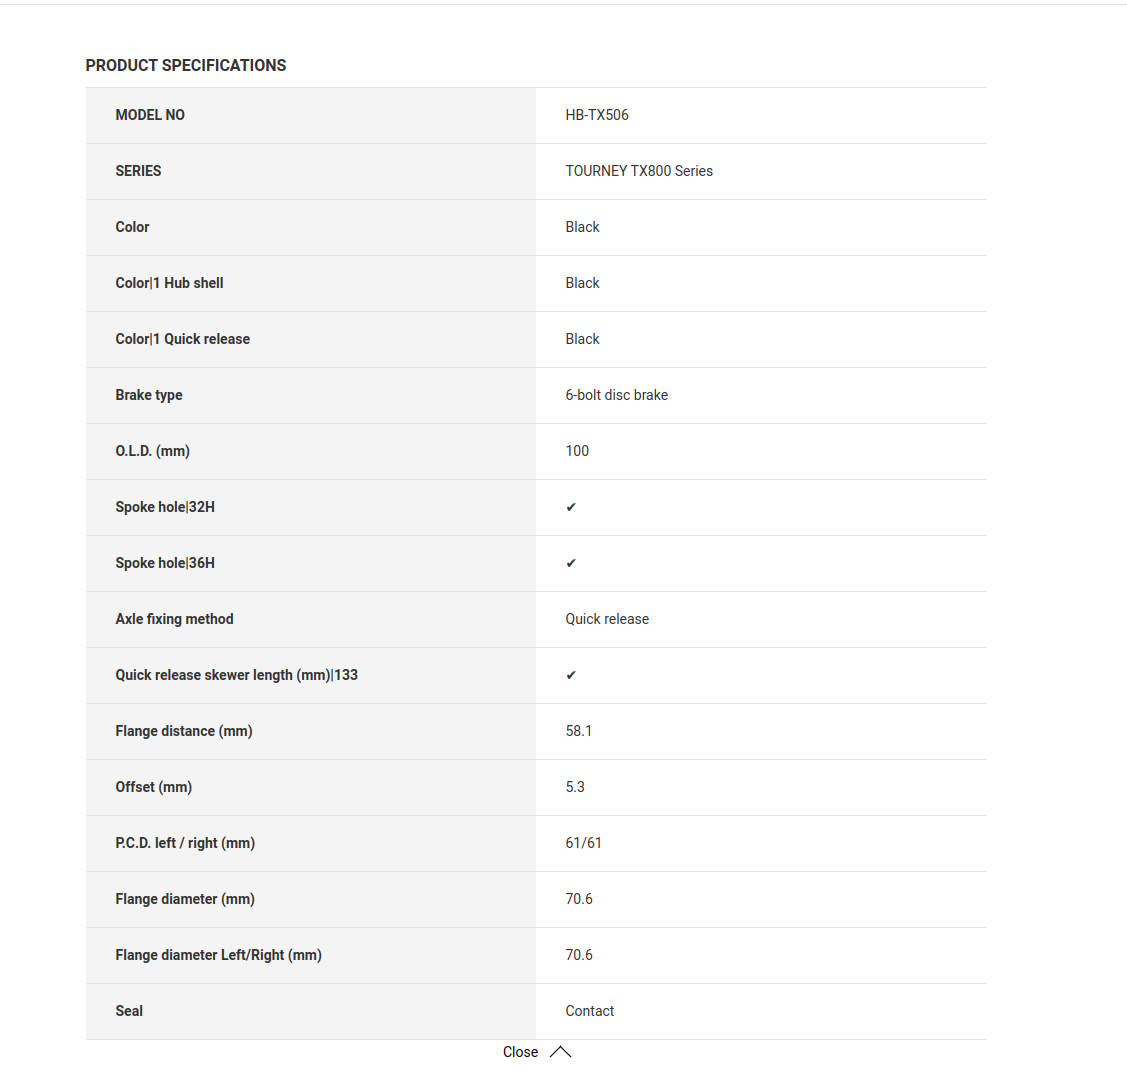 PRODUCT SPECIFICATIONS
MODEL NO HB-TX506
SERIES TOURNEY TX800 Series
Color Black
Color|1 Hub shell Black
Color|1 Quick release Black
Brake type 6-bolt disc brake
O.L.D. (mm) 100
Spoke hole|32H ✔
Spoke hole|36H ✔
Axle fixing method Quick release
Quick release skewer length (mm)|133 ✔
Flange distance (mm) 58.1
Offset (mm) 5.3
P.C.D. left / right (mm) 61/61
Flange diameter (mm) 70.6
Flange diameter Left/Right (mm) 70.6
Seal Contact
Close